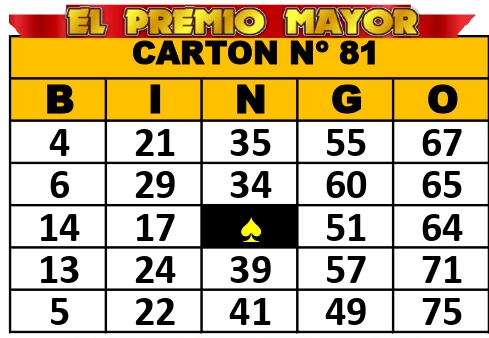 EL PREMIO MAYOR
CARTON Nº 81
B I N G O
4 21 35 55 67
6 29 34 60 65
14 17 ♠ 51 64
13 24 39 57 71
5 22 41 49 75